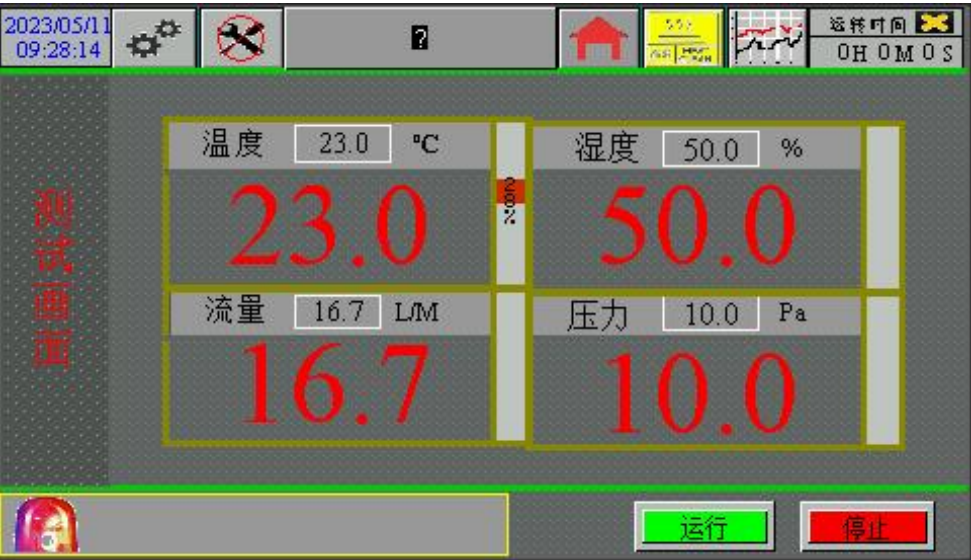 2023/05/11
09:28:14
?
运转时间
0H 0M 0S
测试画面
温度 23.0 ℃
23.0
28%
湿度 50.0 %
50.0
流量 16.7 L/M
16.7
压力 10.0 Pa
10.0
运行
停止